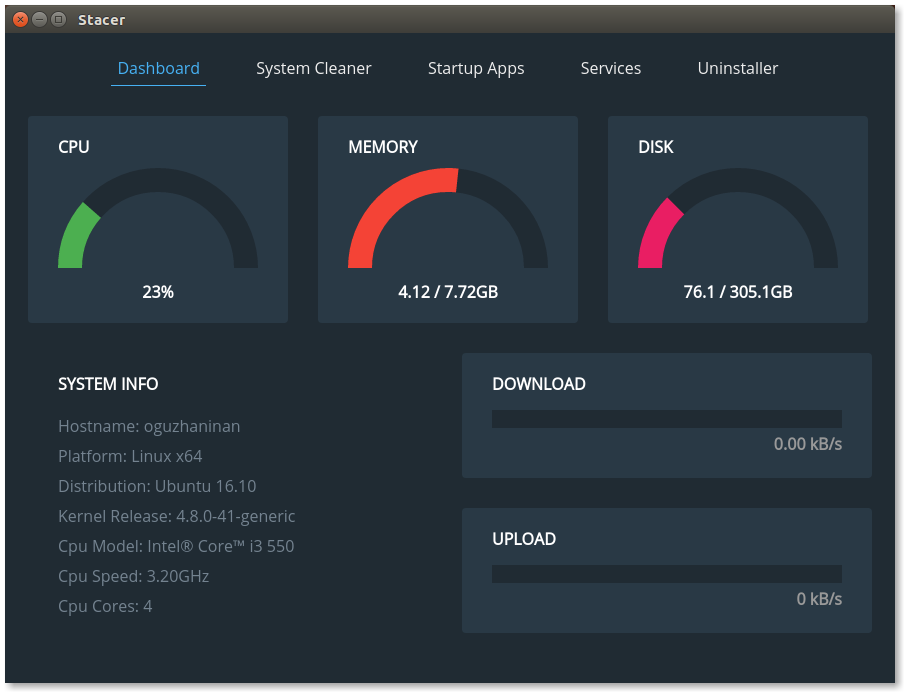 Stacer
Dashboard System Cleaner Startup Apps Services Uninstaller
CPU
23%
MEMORY
4.12 / 7.72GB
DISK
76.1 / 305.1GB
SYSTEM INFO
Hostname: oguzhaninan
Platform: Linux x64
Distribution: Ubuntu 16.10
Kernel Release: 4.8.0-41-generic
Cpu Model: Intel® Core™ i3 550
Cpu Speed: 3.20GHz
Cpu Cores: 4
DOWNLOAD
0.00 kB/s
UPLOAD
0 kB/s